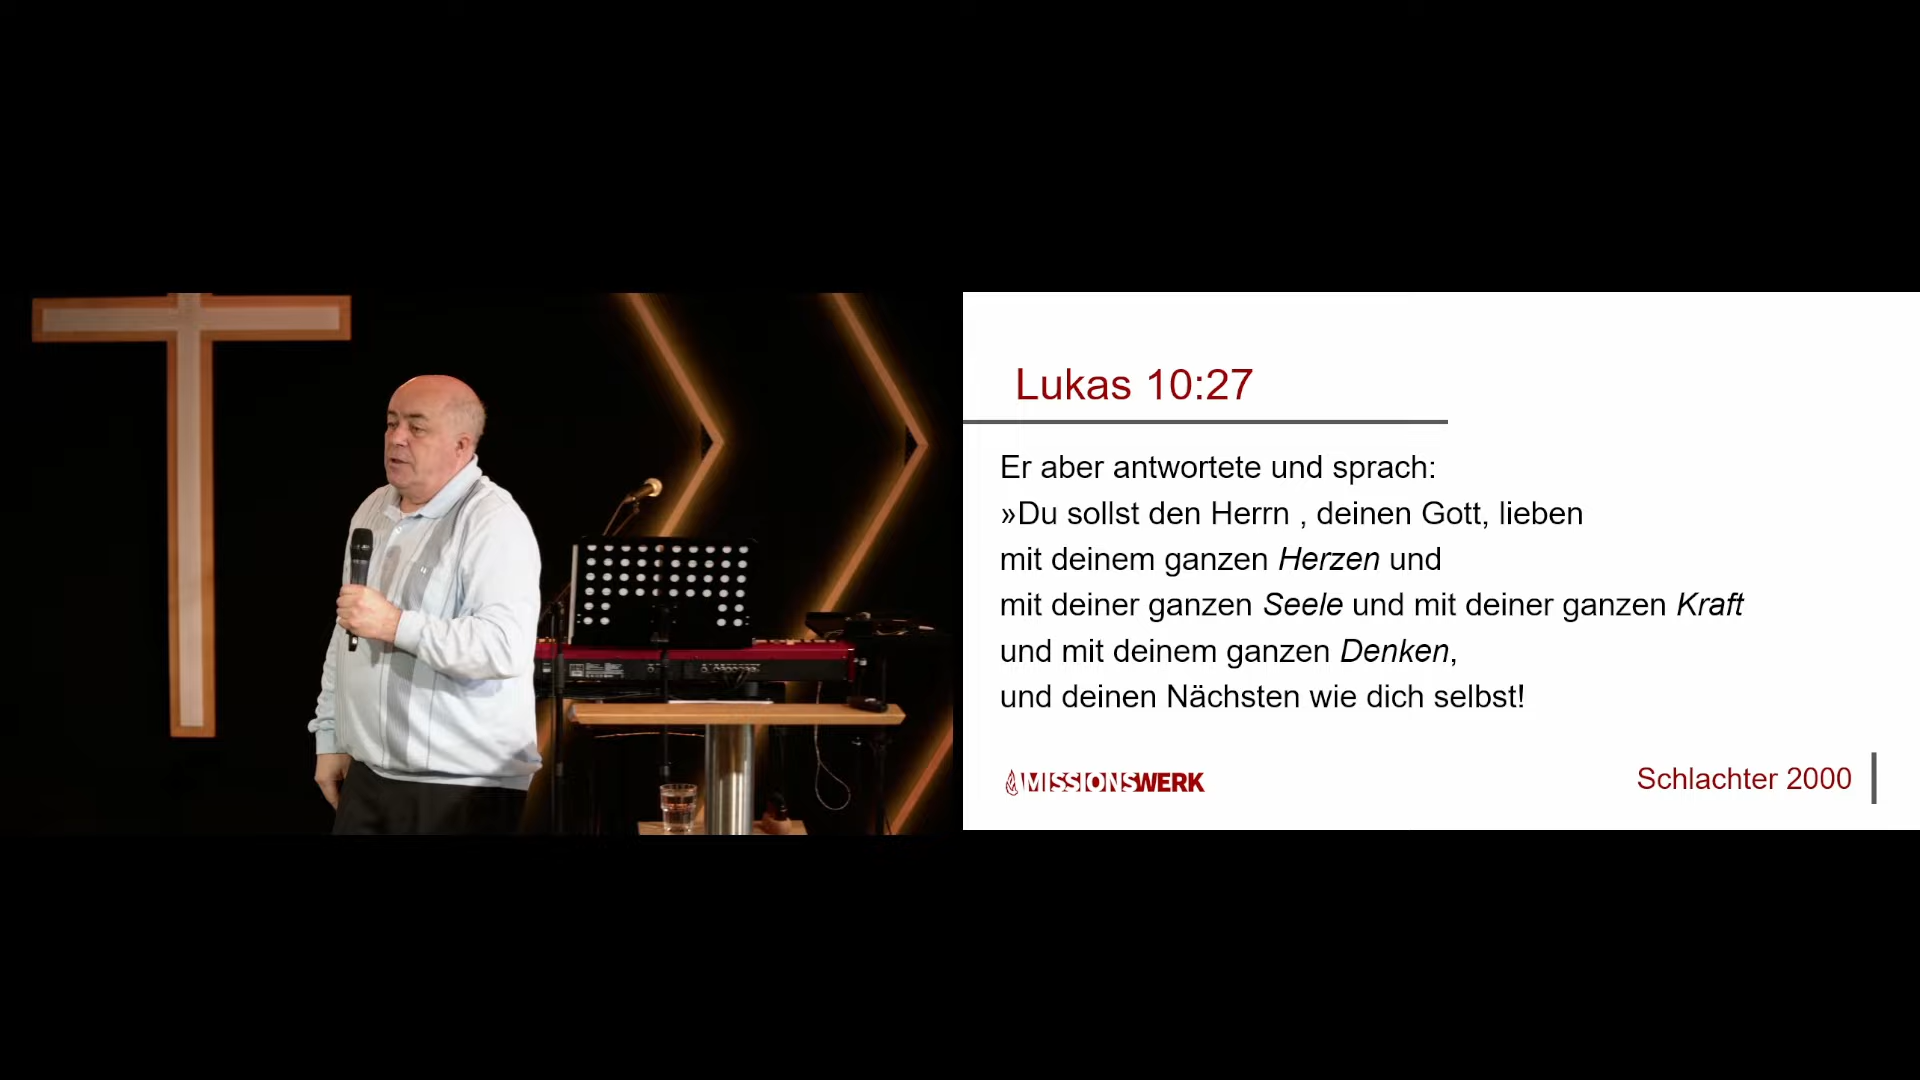 Lukas 10:27
Er aber antwortete und sprach:
»Du sollst den Herrn , deinen Gott, lieben
mit deinem ganzen Herzen und
mit deiner ganzen Seele und mit deiner ganzen Kraft
und mit deinem ganzen Denken,
und deinen Nächsten wie dich selbst!
MISSIONSWERK
Schlachter 2000